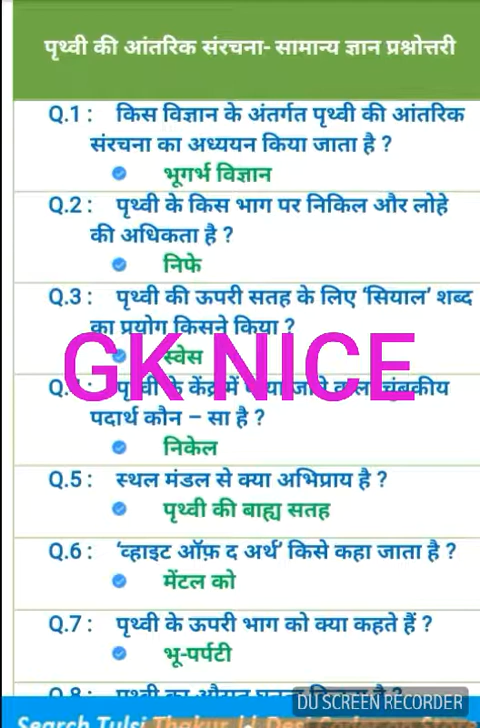 पृथ्वी की आंतरिक संरचना- सामान्य ज्ञान प्रश्नोत्तरी
Q.1 : किस विज्ञान के अंतर्गत पृथ्वी की आंतरिक
संरचना का अध्ययन किया जाता है ?
भूगर्भ विज्ञान
Q.2 : पृथ्वी के किस भाग पर निकिल और लोहे
की अधिकता है ?
निफे
Q.3 : पृथ्वी की ऊपरी सतह के लिए ‘सियाल’ शब्द
का प्रयोग किसने किया ?
स्वेस
GK NICE
पृथ्वी के केंद्र में चुंबकीय
पदार्थ कौन – सा है ?
निकेल
Q.5 : स्थल मंडल से क्या अभिप्राय है ?
पृथ्वी की बाह्य सतह
Q.6 : ‘व्हाइट ऑफ़ द अर्थ’ किसे कहा जाता है ?
मेंटल को
Q.7 : पृथ्वी के ऊपरी भाग को क्या कहते हैं ?
भू-पर्पटी
DU SCREEN RECORDER
Search Tulsi Thakur